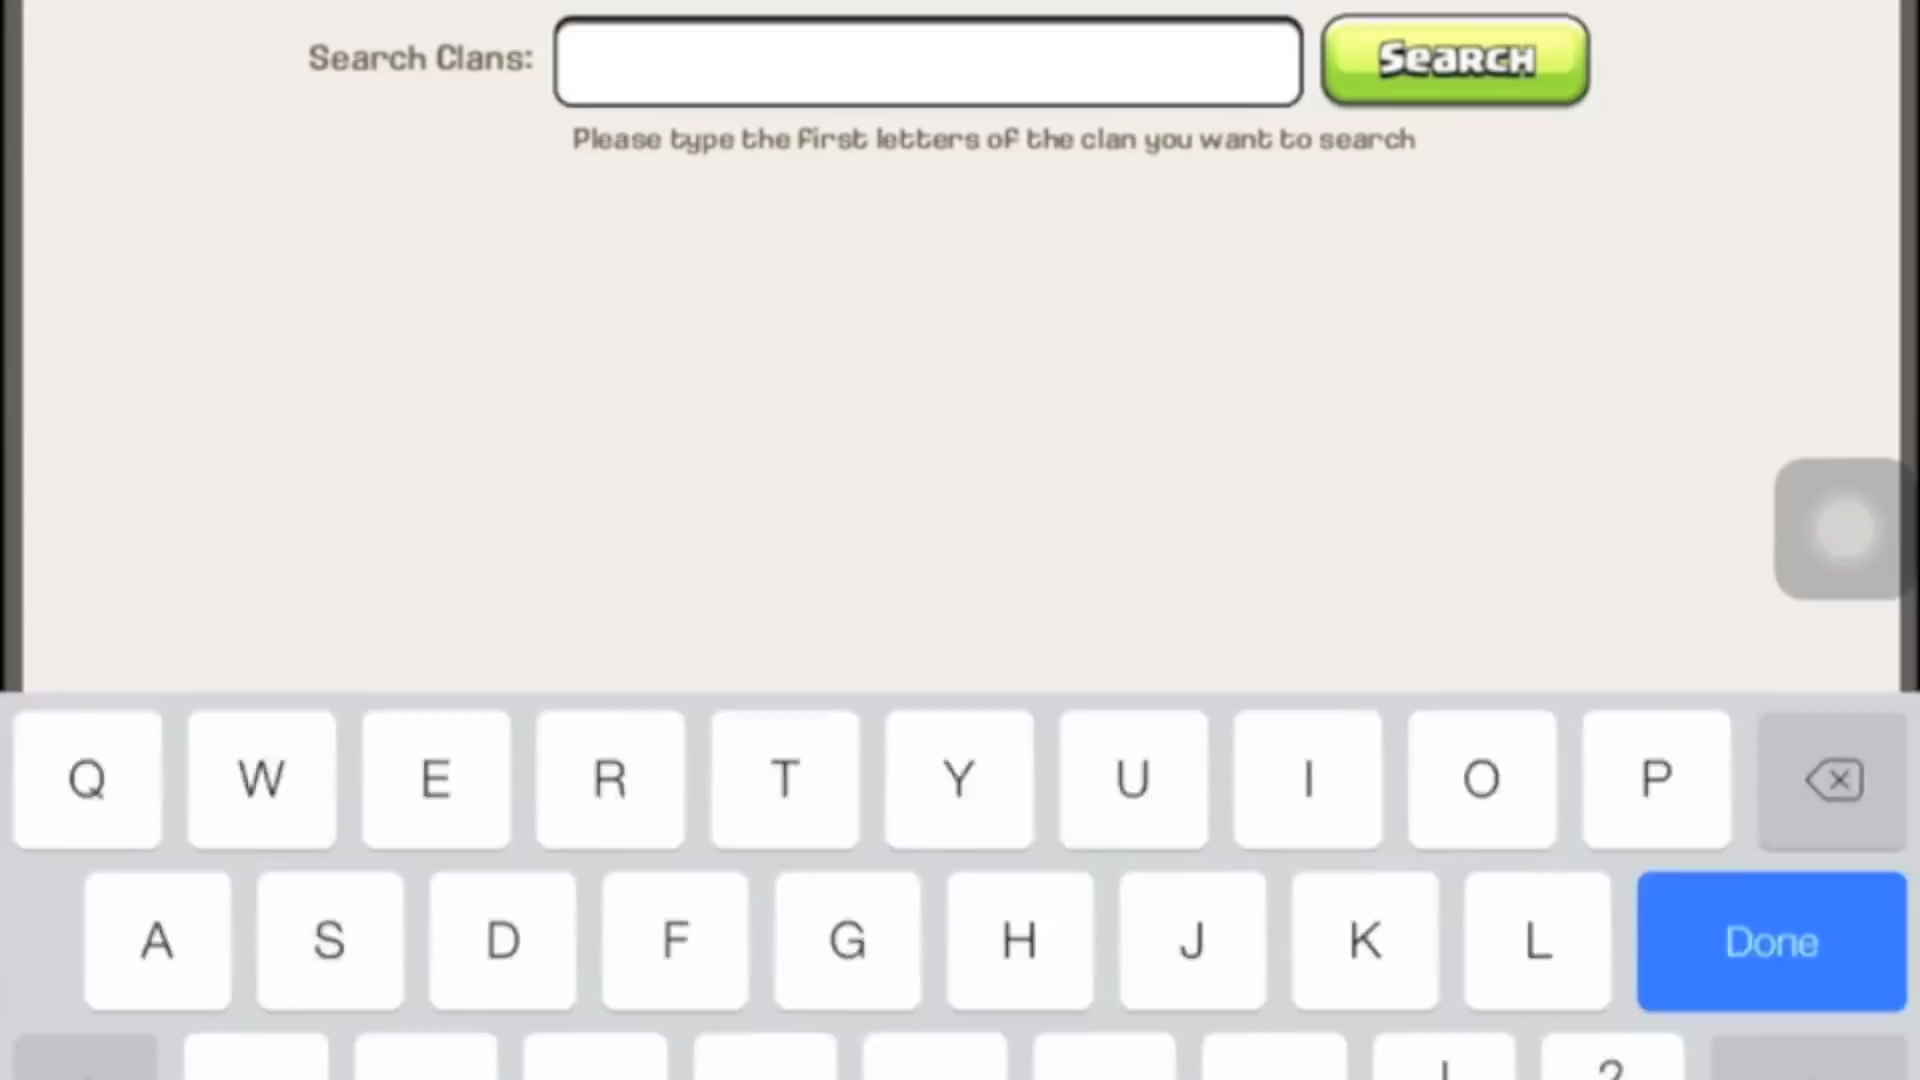 Search Clans: Search
Please type the first letters of the clan you want to search
Q W E R T Y U I O P
A S D F G H J K L Done
! ?